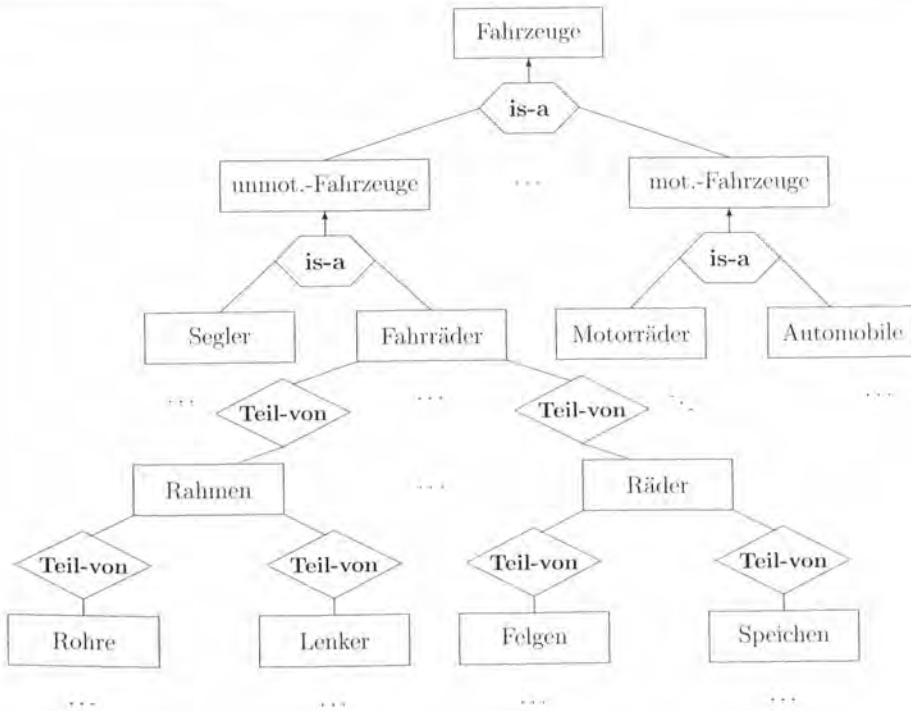 Fahrzeuge
is-a
unmot.-Fahrzeuge
...
mot.-Fahrzeuge
is-a
is-a
Segler
Fahrräder
Motorräder
Automobile
...
Teil-von
...
Teil-von
...
...
Rahmen
...
Räder
Teil-von
Teil-von
Teil-von
Teil-von
Rohre
Lenker
Felgen
Speichen
...
...
...
...